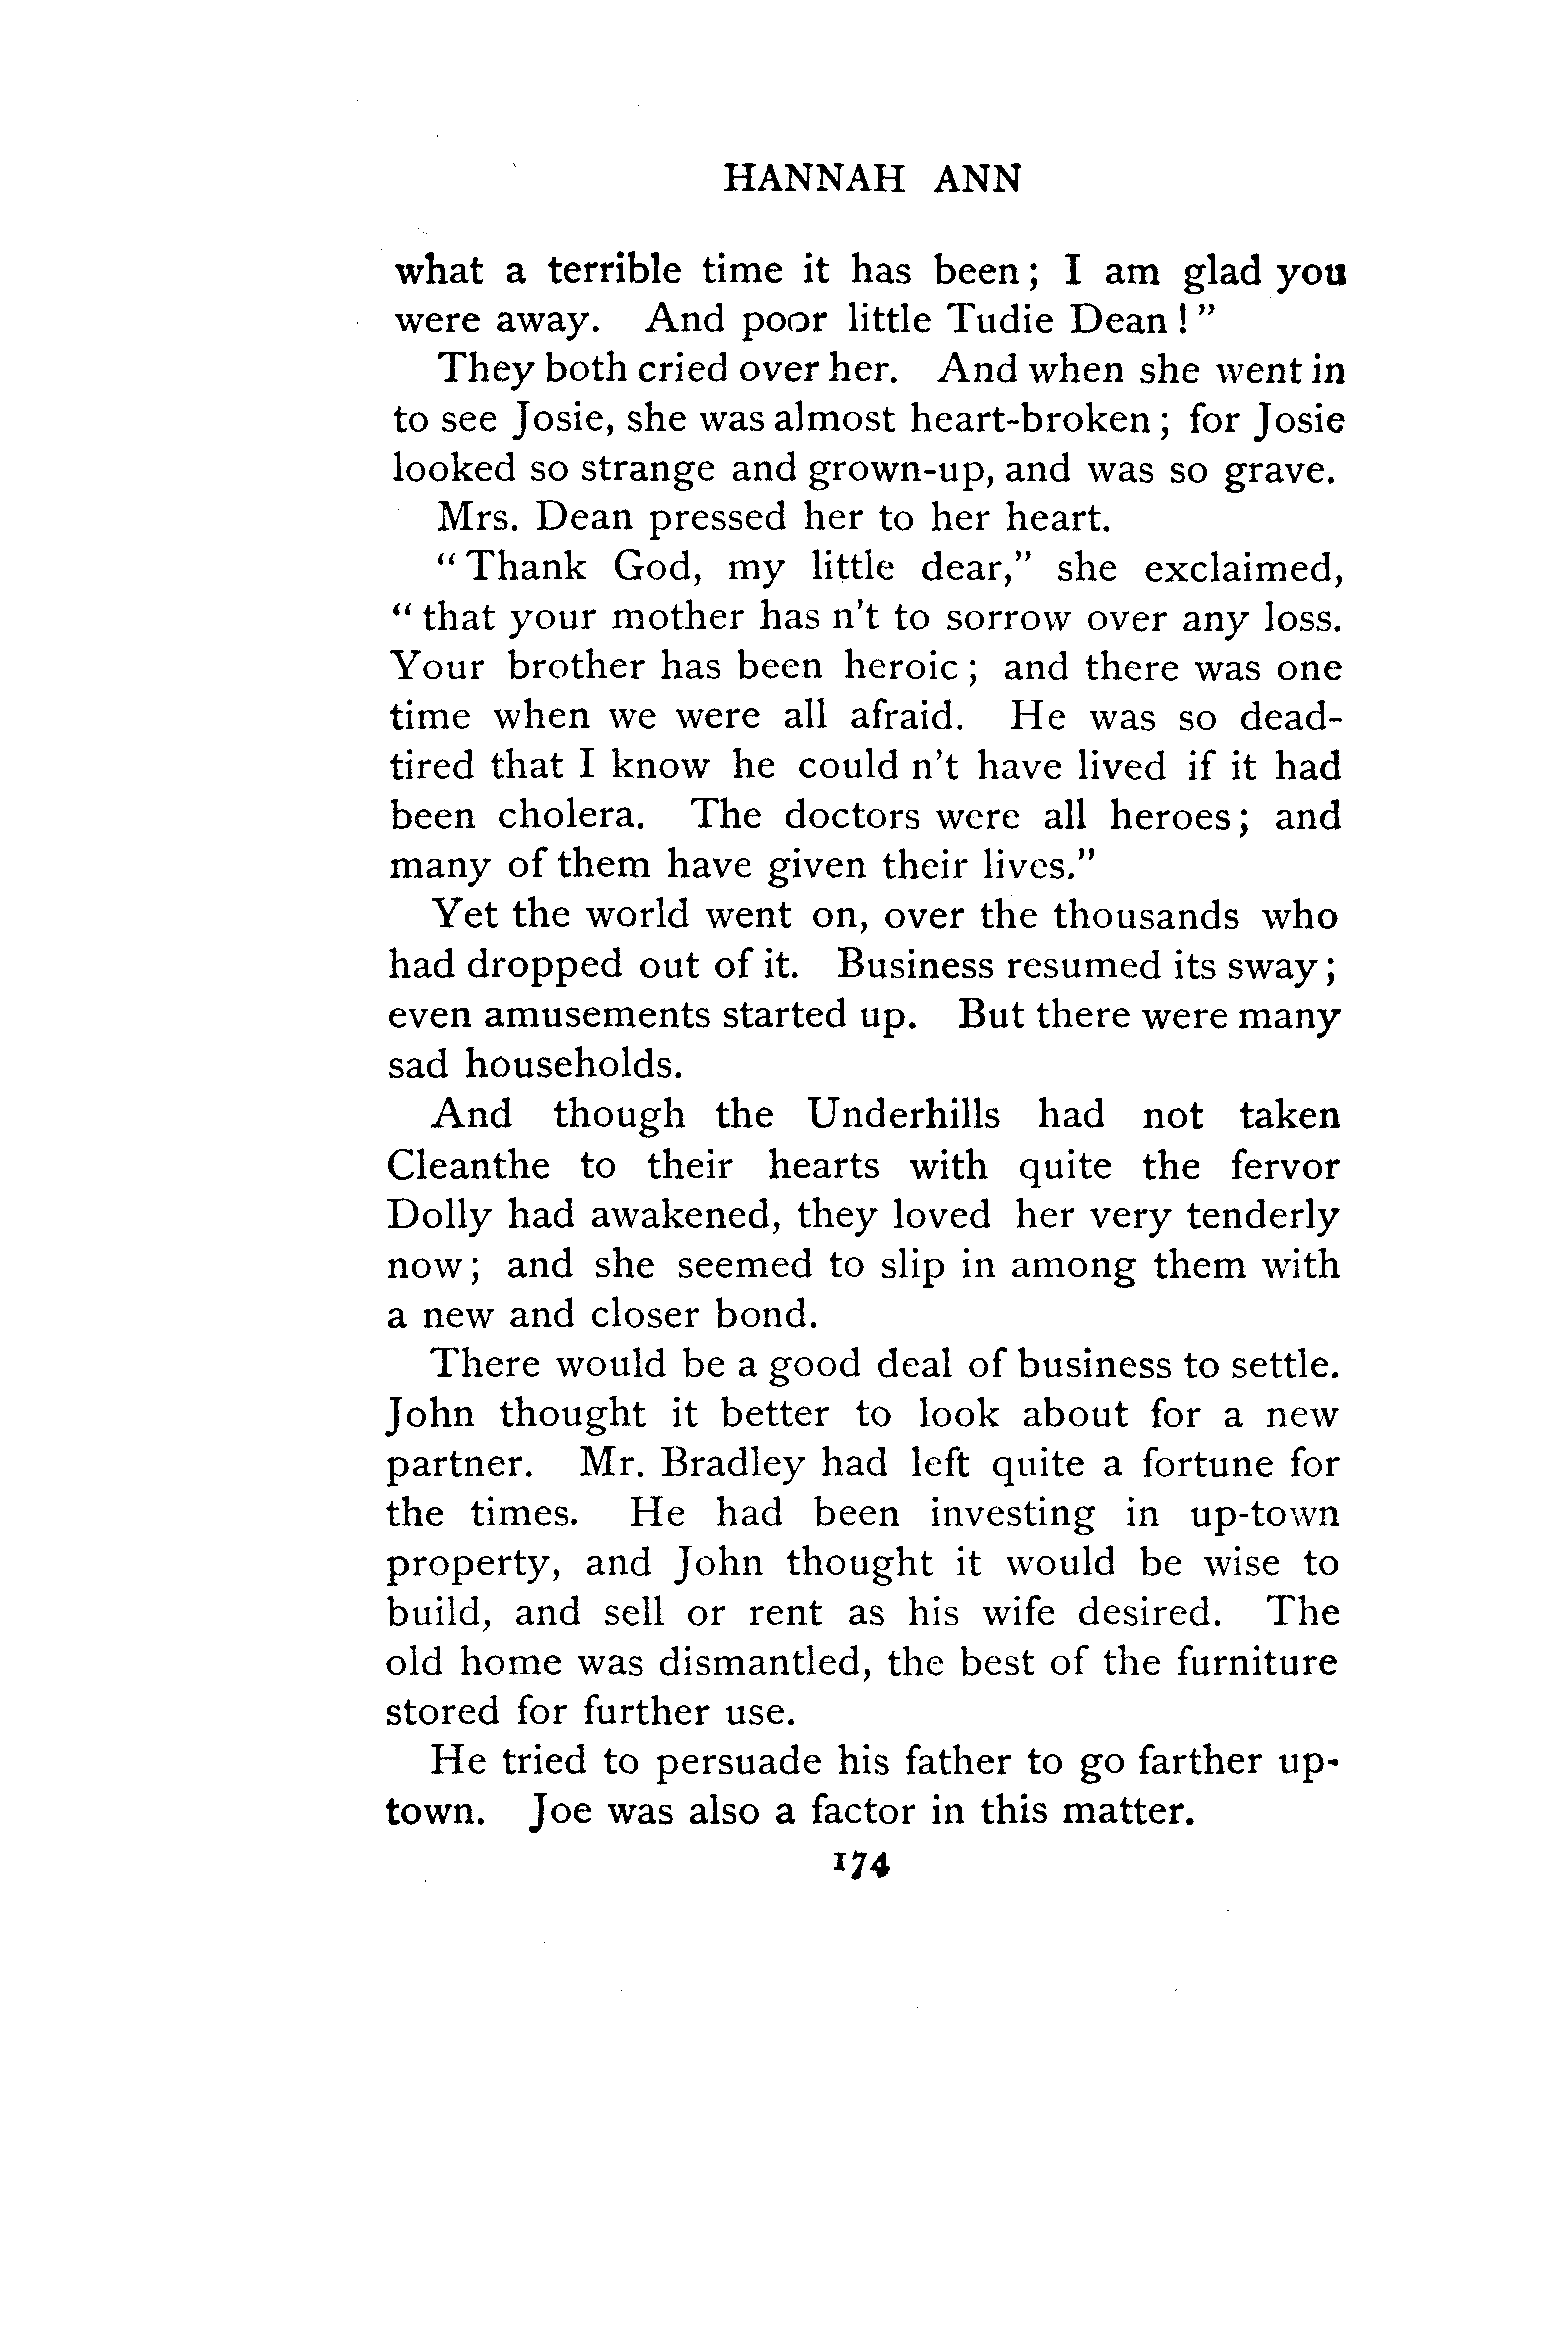 HANNAH ANN
what a terrible time it has been; I am glad you
were away. And poor little Tudie Dean!"
They both cried over her. And when she went in
to see Josie, she was almost heart-broken; for Josie
looked so strange and grown-up, and was so grave.
Mrs. Dean pressed her to her heart.
"Thank God, my little dear," she exclaimed,
"that your mother has n't to sorrow over any loss.
Your brother has been heroic; and there was one
time when we were all afraid. He was so dead-
tired that I know he could n't have lived if it had
been cholera. The doctors were all heroes; and
many of them have given their lives."
Yet the world went on, over the thousands who
had dropped out of it. Business resumed its sway;
even amusements started up. But there were many
sad households.
And though the Underhills had not taken
Cleanthe to their hearts with quite the fervor
Dolly had awakened, they loved her very tenderly
now; and she seemed to slip in among them with
a new and closer bond.
There would be a good deal of business to settle.
John thought it better to look about for a new
partner. Mr. Bradley had left quite a fortune for
the times. He had been investing in up-town
property, and John thought it would be wise to
build, and sell or rent as his wife desired. The
old home was dismantled, the best of the furniture
stored for further use.
He tried to persuade his father to go farther up-
town. Joe was also a factor in this matter.
174